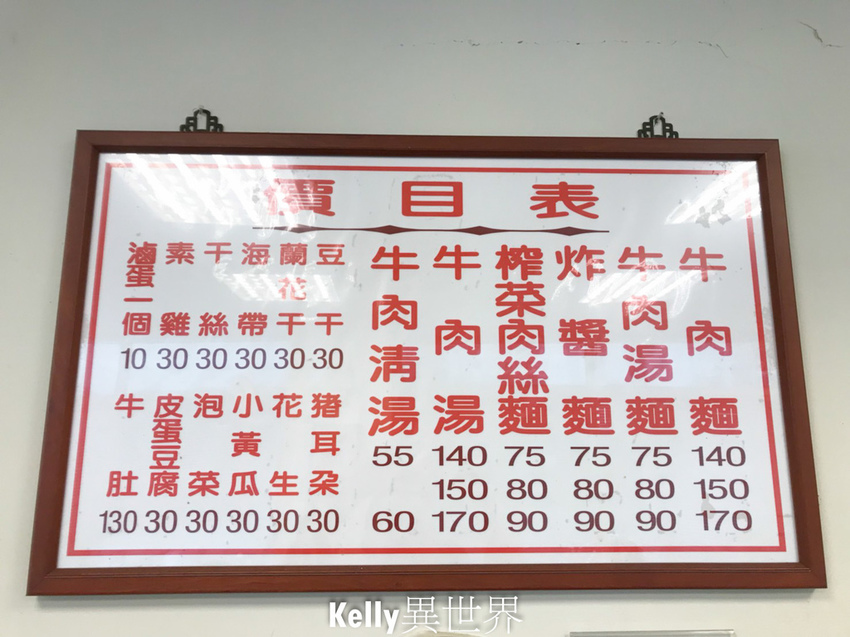 價目表
牛肉麵 140 150 170
牛肉湯麵 75 80 90
炸醬麵 75 80 90
榨菜肉絲麵 75 80 90
牛肉湯 140 150 170
牛肉清湯 55 60
豆干 30
蘭花干 30
海帶 30
干絲 30
素雞 30
滷蛋一個 10
豬耳朵 30
花生 30
小黃瓜 30
泡菜 30
皮蛋豆腐 30
牛肚 130
Kelly異世界